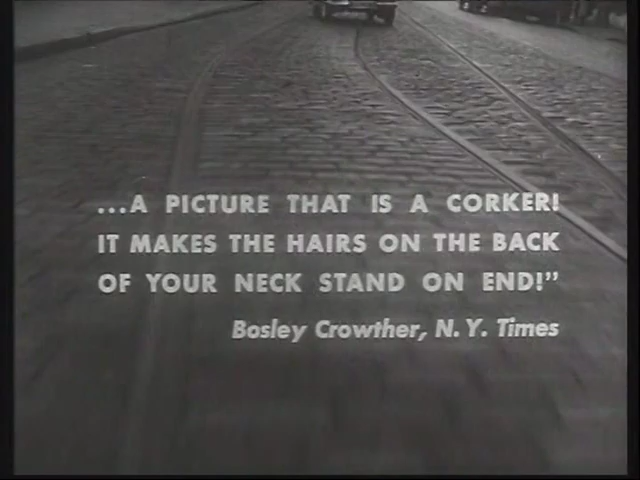 ...A PICTURE THAT IS A CORKER!
IT MAKES THE HAIRS ON THE BACK
OF YOUR NECK STAND ON END!”
Bosley Crowther, N.Y. Times